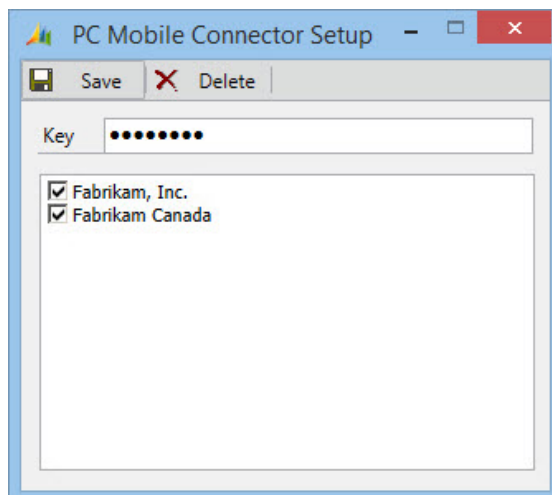 PC Mobile Connector Setup
Save Delete
Key ••••••••
Fabrikam, Inc.
Fabrikam Canada